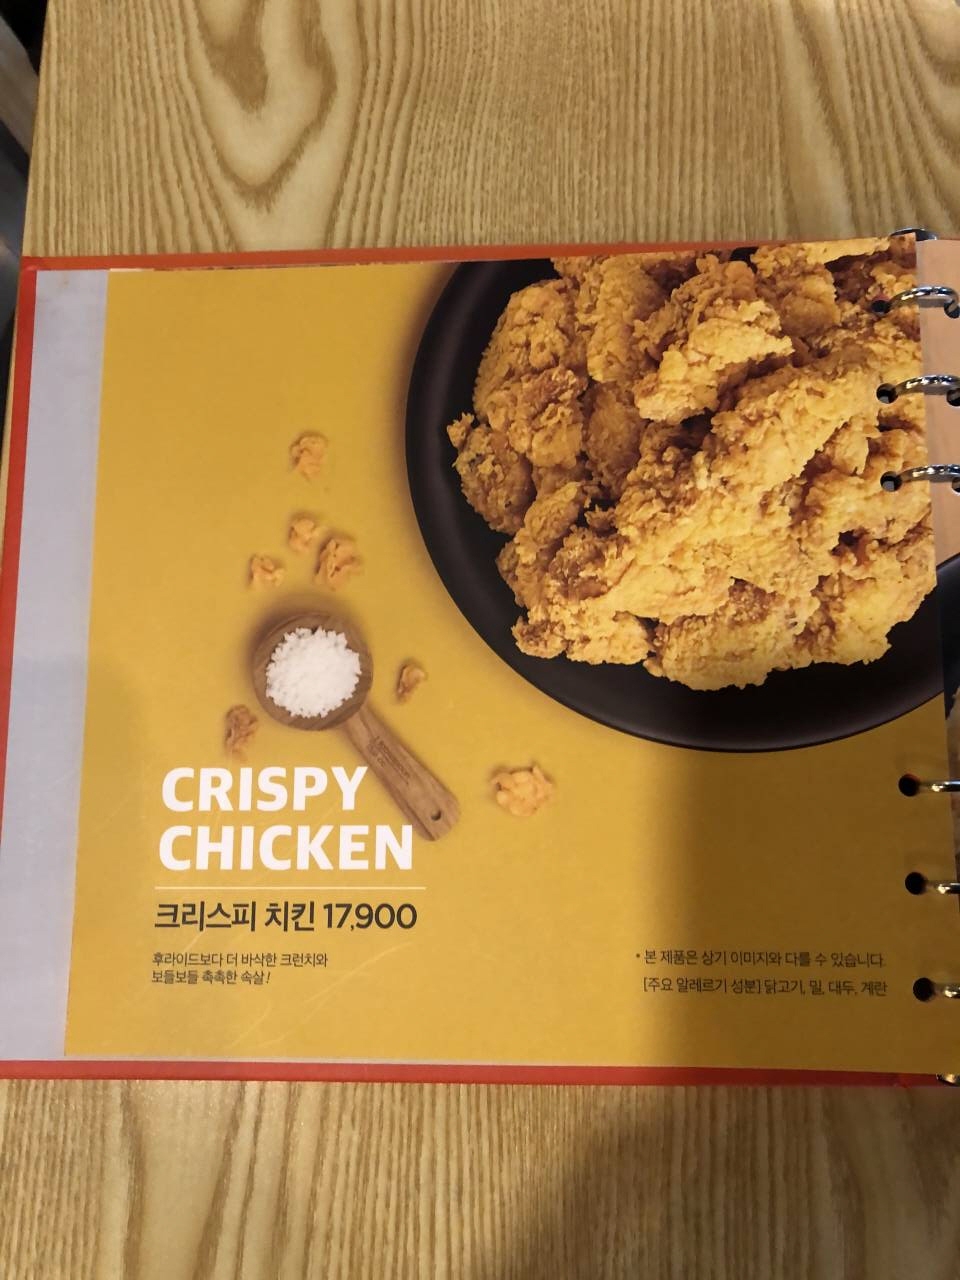 CRISPY
CHICKEN
크리스피 치킨 17,900
후라이드보다 더 바삭한 크런치와
보들보들 촉촉한 속살!
* 본 제품은 상기 이미지와 다를 수 있습니다.
[주요 알레르기 성분] 닭고기, 밀, 대두, 계란